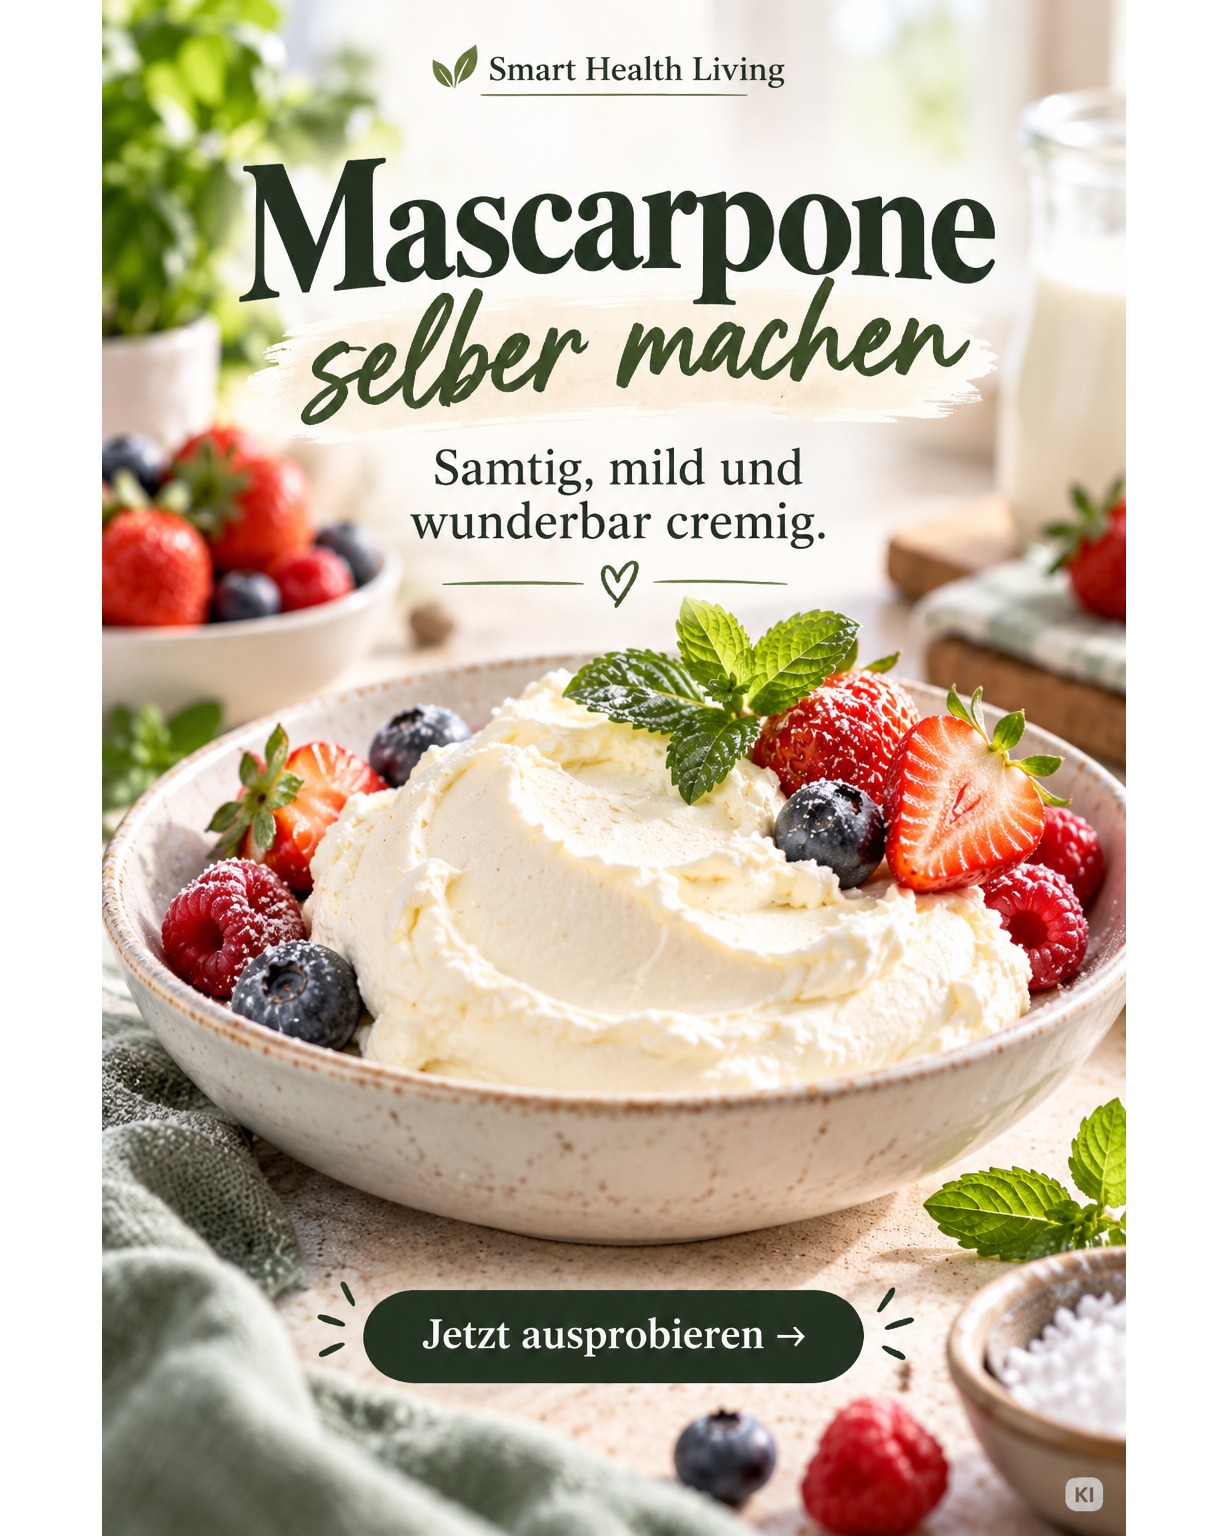 Smart Health Living
Mascarpone
selber machen
Samtig, mild und
wunderbar cremig.
Jetzt ausprobieren →
KI